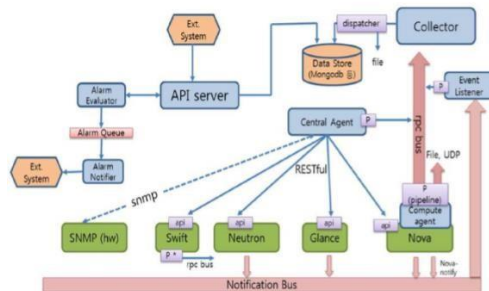 Ext.
System
dispatcher
Collector
Data Store
(Mongodb 등)
file
API server
Alarm
Evaluator
P
Event
Listener
Alarm Queue
Central Agent
P
rpc bus
Ext.
System
Alarm
Notifier
snmp
RESTful
File, UDP
P
(pipeline)
Compute
agent
api
api
api
api
SNMP (hw)
Swift
Neutron
Glance
Nova
P *
rpc bus
Nova-
notify
Notification Bus